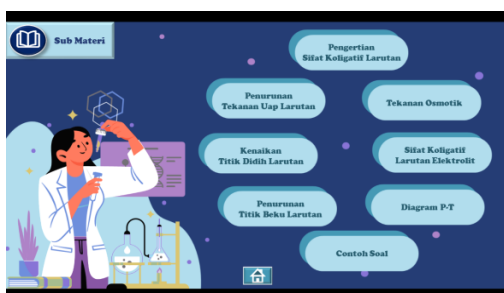 Sub Materi
Pengertian
Sifat Koligatif Larutan
Penurunan
Tekanan Uap Larutan
Tekanan Osmotik
Kenaikan
Titik Didih Larutan
Sifat Koligatif
Larutan Elektrolit
Penurunan
Titik Beku Larutan
Diagram P-T
Contoh Soal